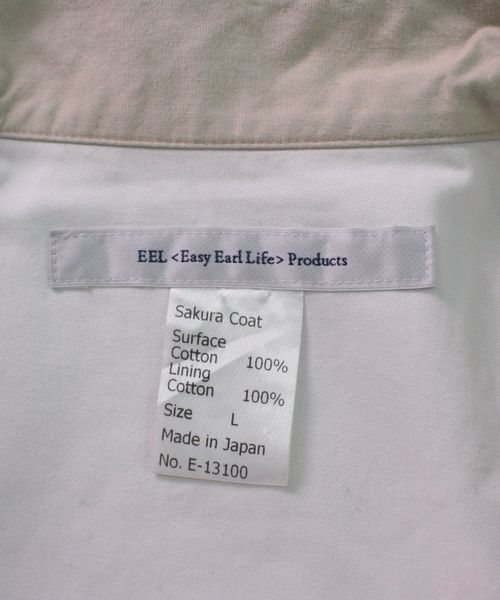 EEL <Easy Earl Life> Products
Sakura Coat
Surface
Cotton 100%
Lining
Cotton 100%
Size L
Made in Japan
No. E-13100